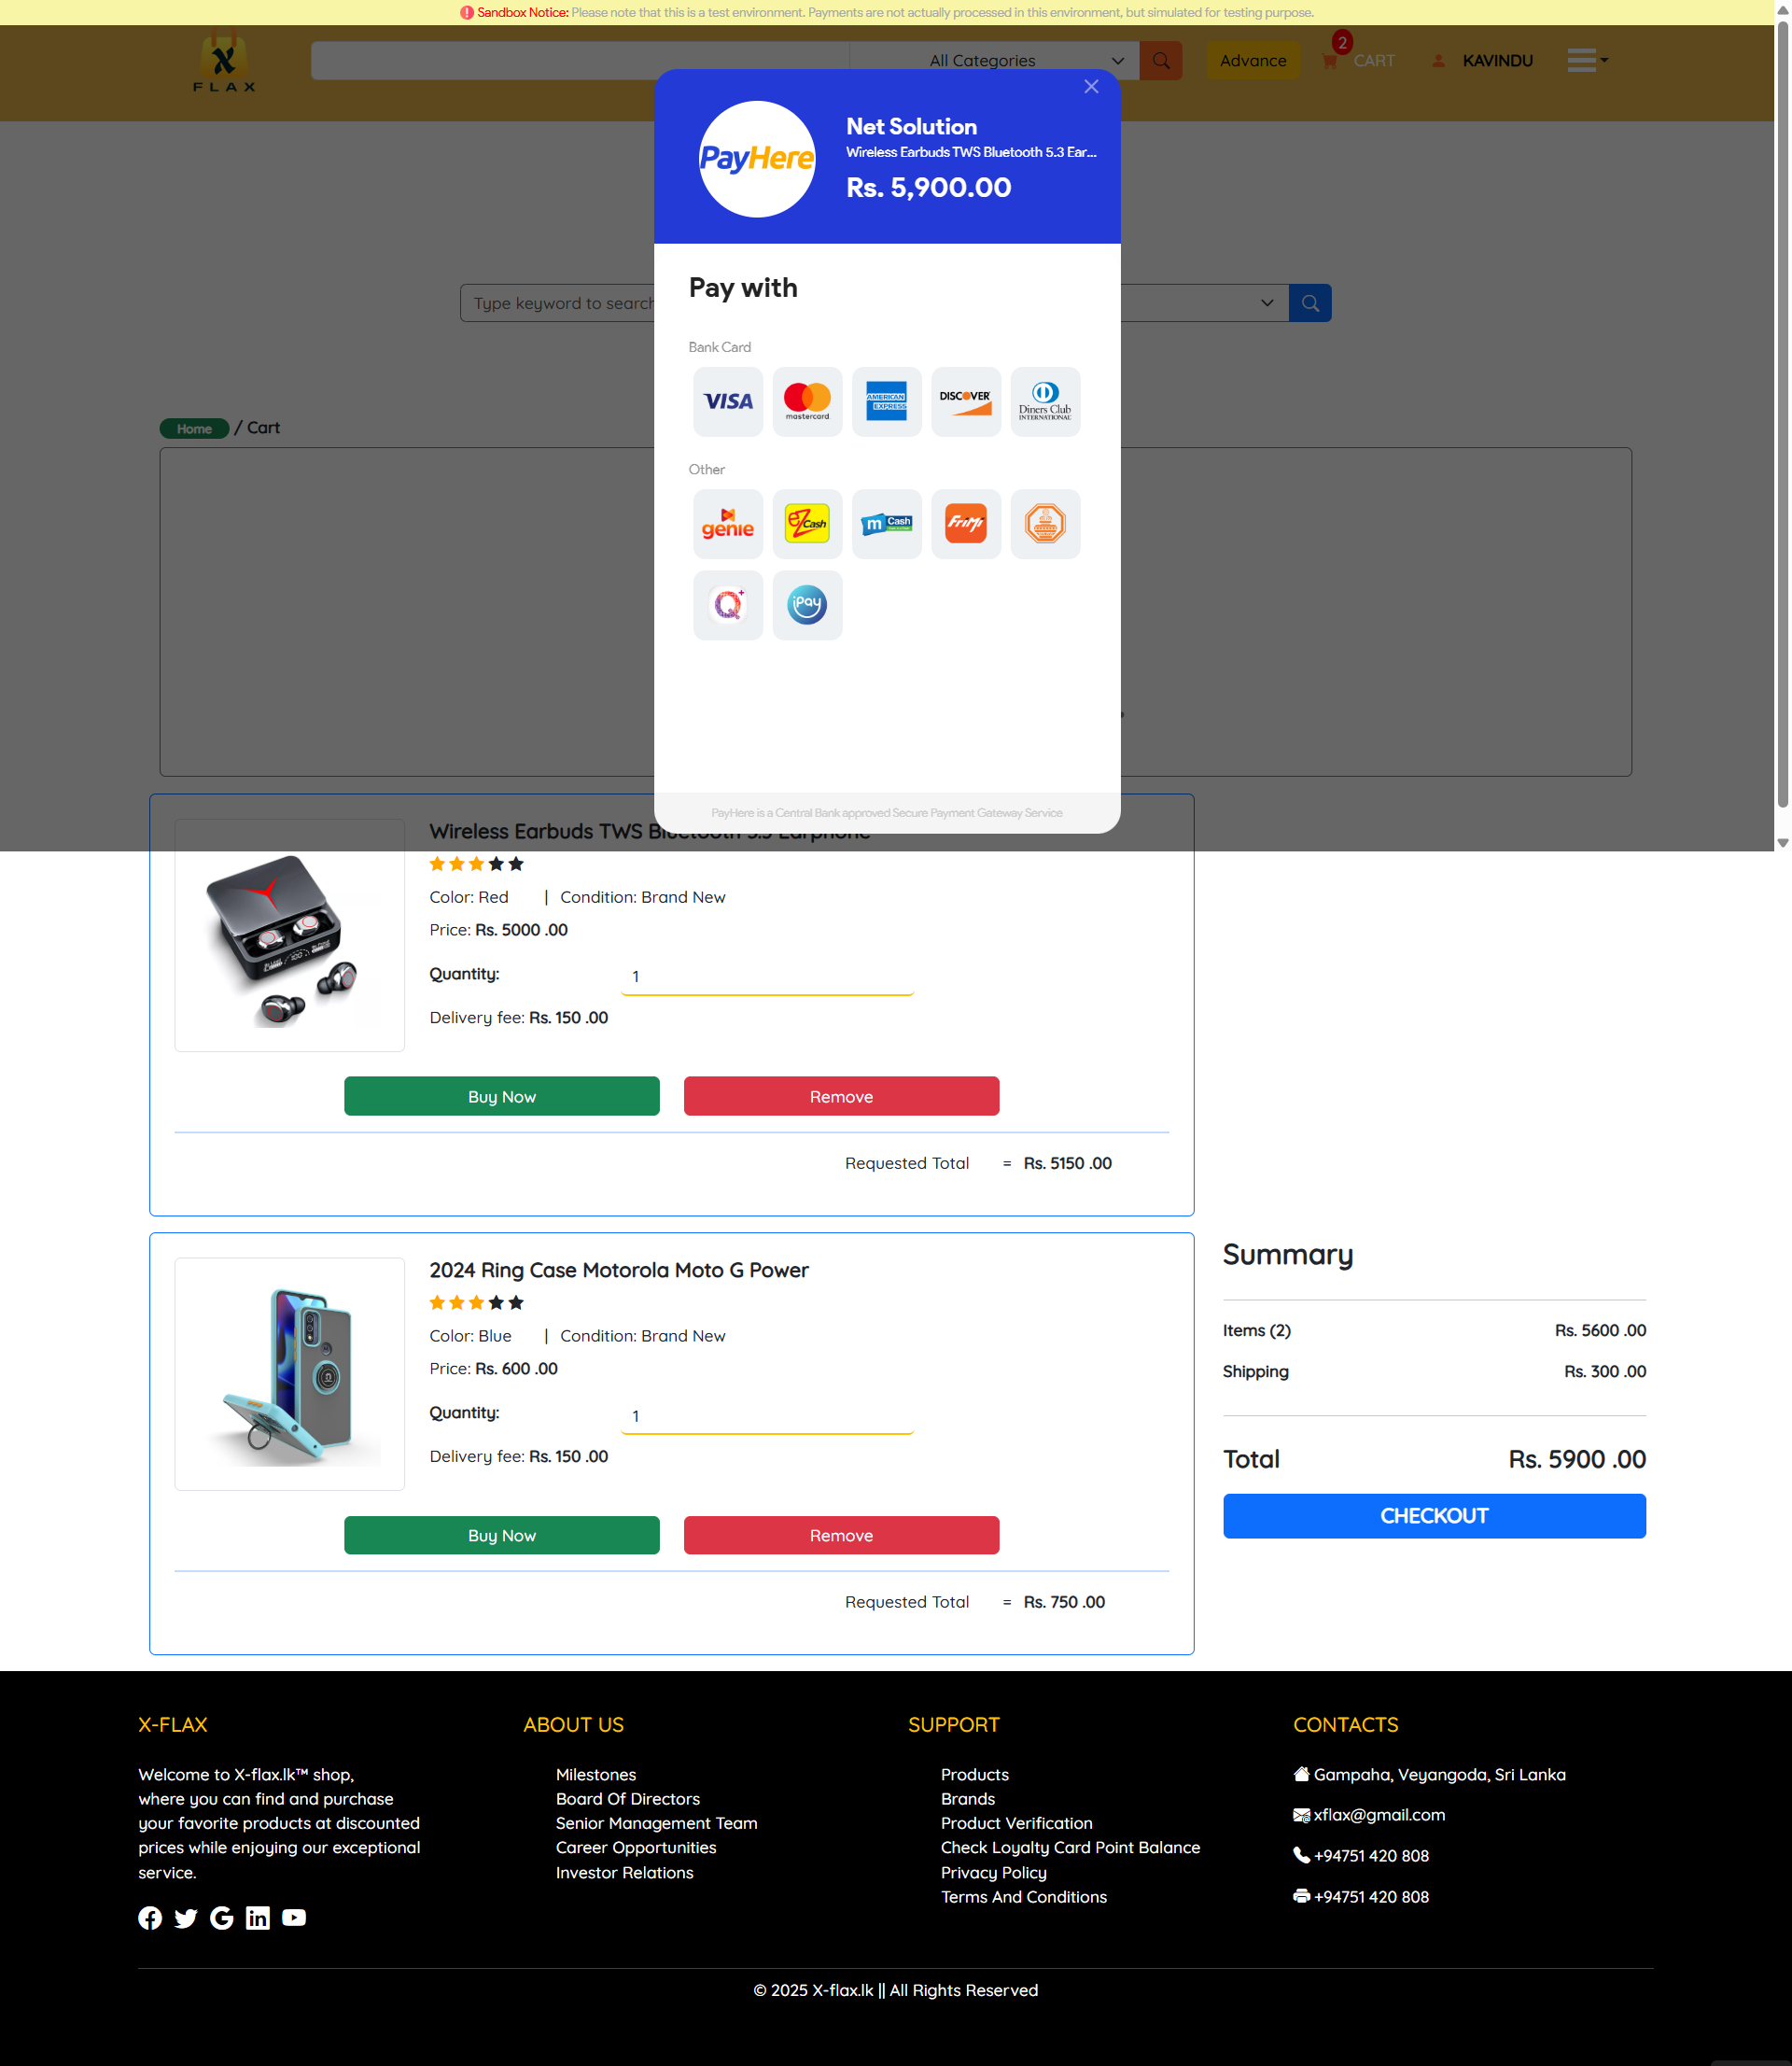 Sandbox Notice: Please note that this is a test environment. Payments are not actually processed in this environment, but simulated for testing purpose.
X
FLAX
All Categories
Advance
2
CART
KAVINDU
PayHere
Net Solution
Wireless Earbuds TWS Bluetooth 5.3 Ear...
Rs. 5,900.00
Type keyword to search
Pay with
Bank Card
VISA
mastercard
AMERICAN EXPRESS
DISCOVER
Diners Club INTERNATIONAL
Home / Cart
Other
genie
eZ Cash
m Cash
FriMi
Q+
iPay
PayHere is a Central Bank approved Secure Payment Gateway Service
Wireless Earbuds TWS Bluetooth 5.3 Earphone
Color: Red | Condition: Brand New
Price: Rs. 5000 .00
Quantity: 1
Delivery fee: Rs. 150 .00
Buy Now
Remove
Requested Total = Rs. 5150 .00
2024 Ring Case Motorola Moto G Power
Color: Blue | Condition: Brand New
Price: Rs. 600 .00
Quantity: 1
Delivery fee: Rs. 150 .00
Buy Now
Remove
Requested Total = Rs. 750 .00
Summary
Items (2) Rs. 5600 .00
Shipping Rs. 300 .00
Total Rs. 5900 .00
CHECKOUT
X-FLAX
Welcome to X-flax.lk™ shop,
where you can find and purchase
your favorite products at discounted
prices while enjoying our exceptional
service.
ABOUT US
Milestones
Board Of Directors
Senior Management Team
Career Opportunities
Investor Relations
SUPPORT
Products
Brands
Product Verification
Check Loyalty Card Point Balance
Privacy Policy
Terms And Conditions
CONTACTS
Gampaha, Veyangoda, Sri Lanka
xflax@gmail.com
+94751 420 808
+94751 420 808
© 2025 X-flax.lk || All Rights Reserved